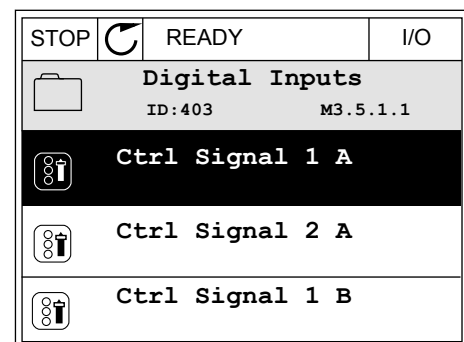 STOP READY I/O
Digital Inputs
ID:403 M3.5.1.1
Ctrl Signal 1 A
Ctrl Signal 2 A
Ctrl Signal 1 B